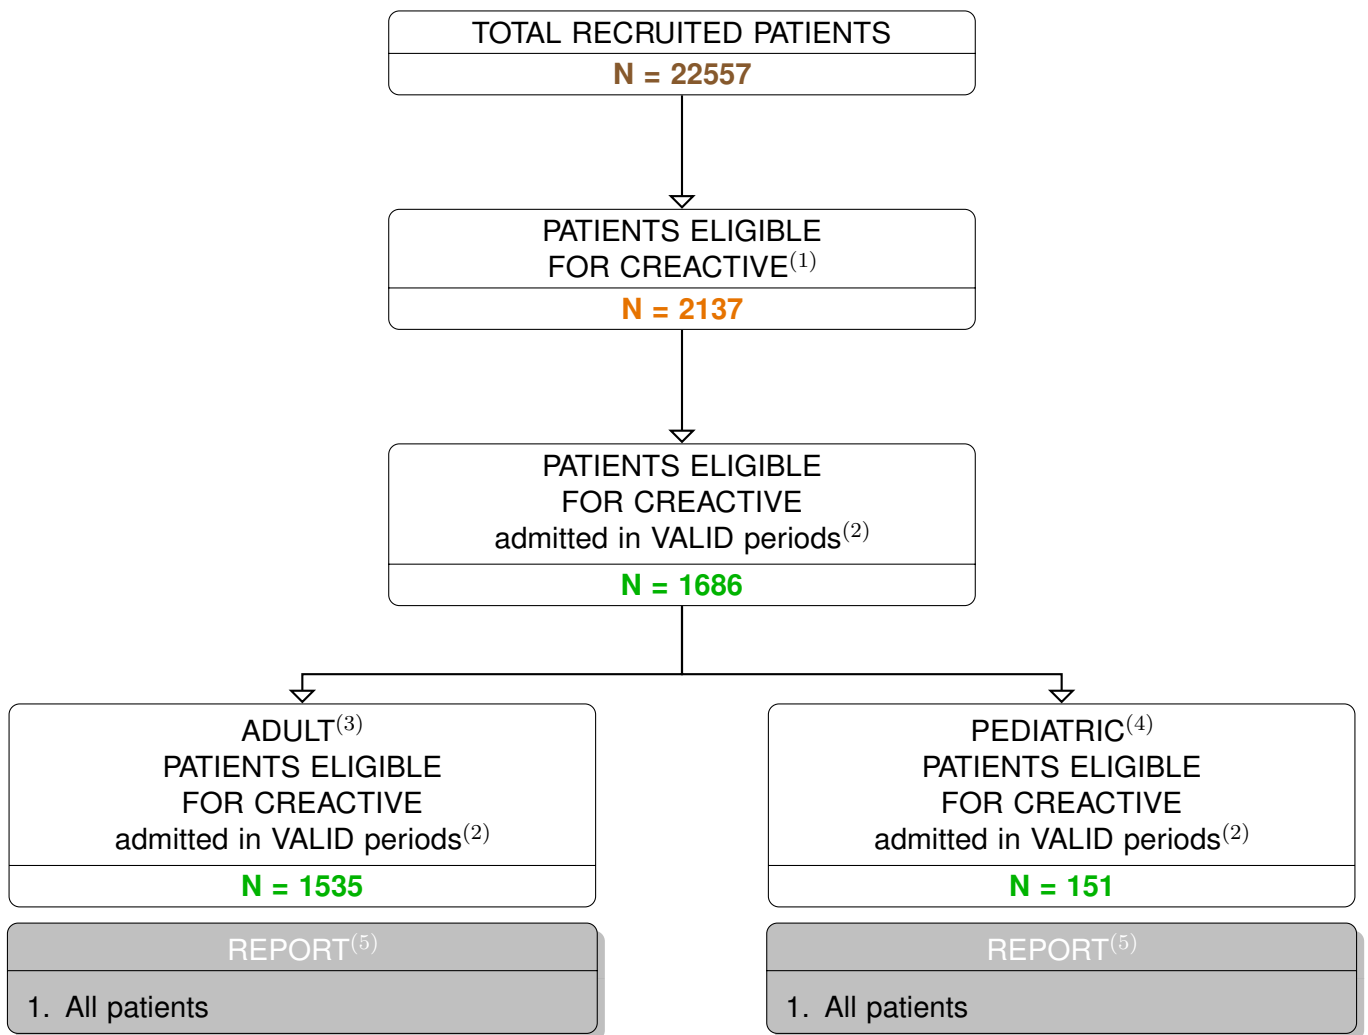 TOTAL RECRUITED PATIENTS
N = 22557
PATIENTS ELIGIBLE
FOR CREACTIVE(1)
N = 2137
PATIENTS ELIGIBLE
FOR CREACTIVE
admitted in VALID periods(2)
N = 1686
ADULT(3)
PATIENTS ELIGIBLE
FOR CREACTIVE
admitted in VALID periods(2)
N = 1535
REPORT(5)
1. All patients
PEDIATRIC(4)
PATIENTS ELIGIBLE
FOR CREACTIVE
admitted in VALID periods(2)
N = 151
REPORT(5)
1. All patients